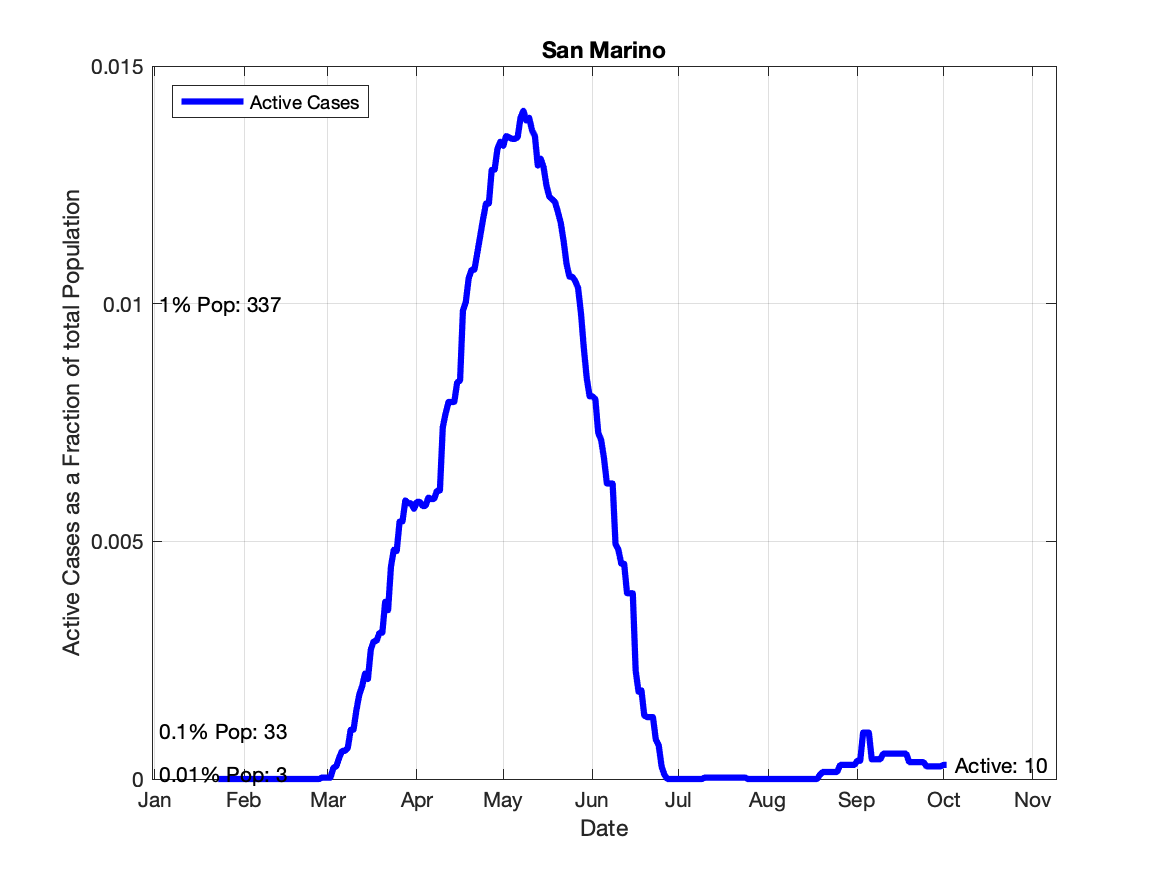 San Marino
0.015
Active Cases
Active Cases as a Fraction of total Population
0.01
1% Pop: 337
0.005
0.1% Pop: 33
0.01% Pop: 3
0
Active: 10
Jan Feb Mar Apr May Jun Jul Aug Sep Oct Nov
Date